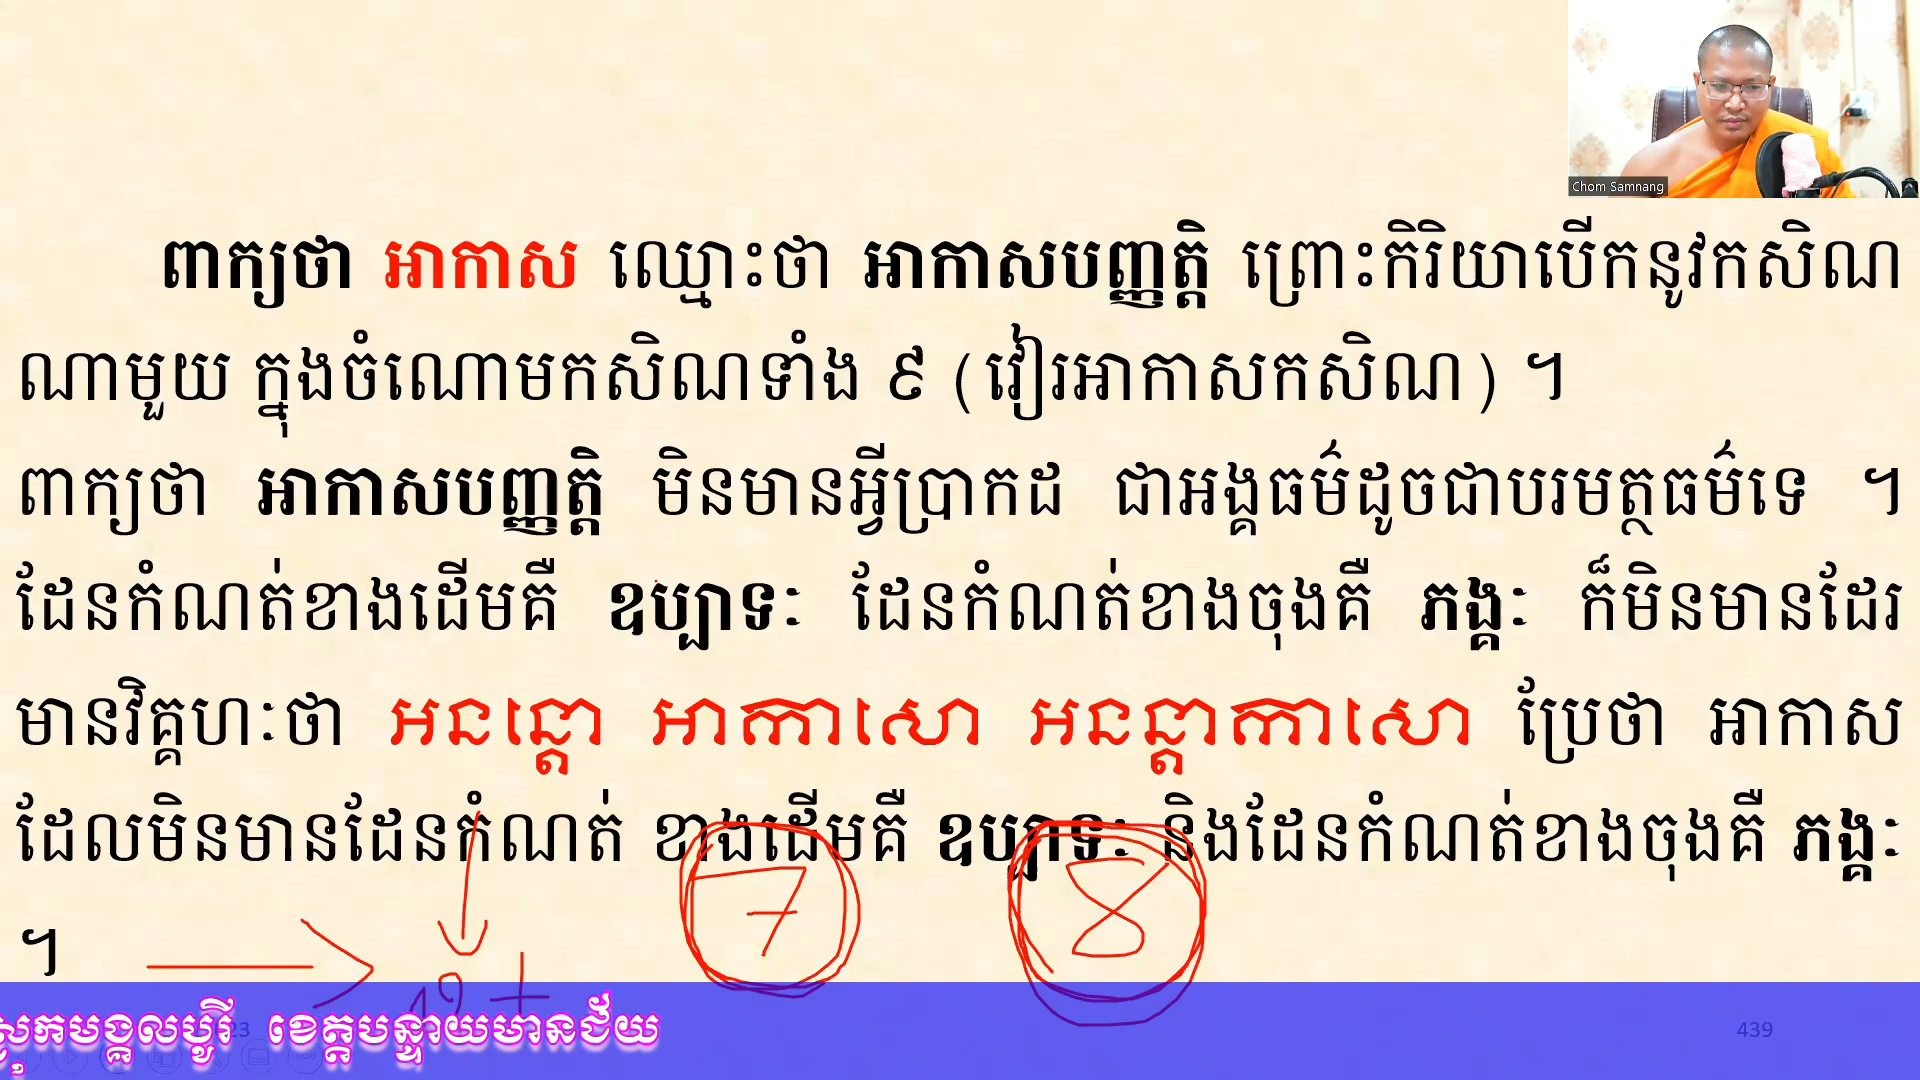 Chom Samnang
ពាក្យថា អាកាស ឈ្មោះថា អាកាសបញ្ញត្តិ ព្រោះកិរិយាបើកនូវកសិណ
ណាមួយ ក្នុងចំណោមកសិណទាំង ៩ (វៀរអាកាសកសិណ) ។
ពាក្យថា អាកាសបញ្ញត្តិ មិនមានអ្វីប្រាកដ ជាអង្គធម៌ដូចជាបរមត្ថធម៌ទេ ។
ដែនកំណត់ខាងដើមគឺ ឧប្បាទៈ ដែនកំណត់ខាងចុងគឺ ភង្គៈ ក៏មិនមានដែរ
មានវិគ្គហៈថា អនន្តោ អាកាសោ អនន្តាកាសោ ប្រែថា អាកាស
ដែលមិនមានដែនកំណត់ ខាងដើមគឺ ឧប្បាទៈ និងដែនកំណត់ខាងចុងគឺ ភង្គៈ
។
7 8
ស្រុកមង្គលបូរី ខេត្តបន្ទាយមានជ័យ
439